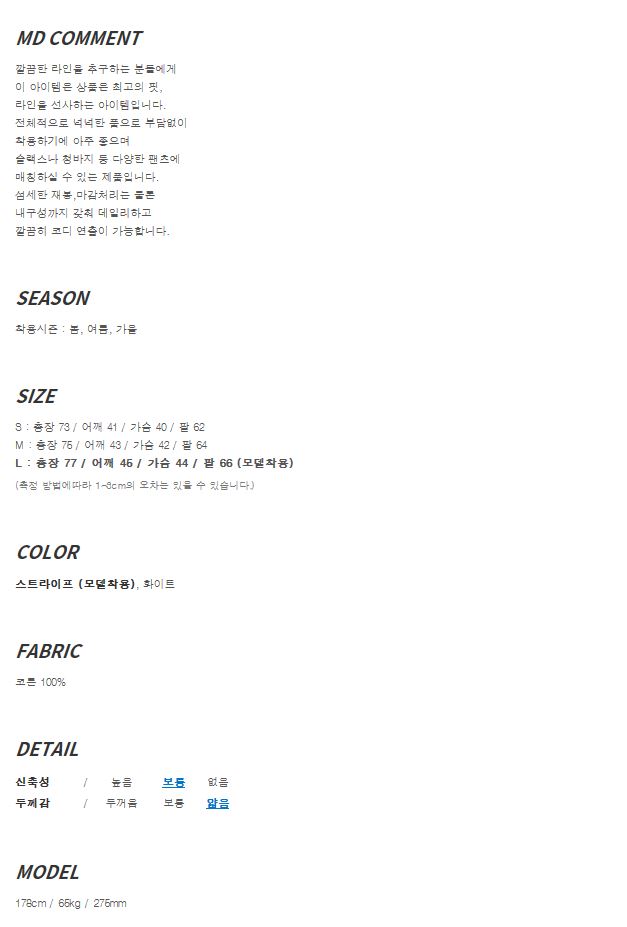 MD COMMENT
깔끔한 라인을 추구하는 분들에게
이 아이템은 상품은 최고의 핏,
라인을 선사하는 아이템입니다.
전체적으로 넉넉한 품으로 부담없이
착용하기에 아주 좋으며
슬랙스나 청바지 등 다양한 팬츠에
매칭하실 수 있는 제품입니다.
섬세한 재봉,마감처리는 물론
내구성까지 갖춰 데일리하고
깔끔히 코디 연출이 가능합니다.
SEASON
착용시즌 : 봄, 여름, 가을
SIZE
S : 총장 73 / 어깨 41 / 가슴 40 / 팔 62
M : 총장 75 / 어깨 43 / 가슴 42 / 팔 64
L : 총장 77 / 어깨 45 / 가슴 44 / 팔 66 (모델착용)
(측정 방법에따라 1~3cm의 오차는 있을 수 있습니다.)
COLOR
스트라이프 (모델착용), 화이트
FABRIC
코튼 100%
DETAIL
신축성 / 높음 보통 없음
두께감 / 두꺼움 보통 얇음
MODEL
178cm / 65kg / 275mm